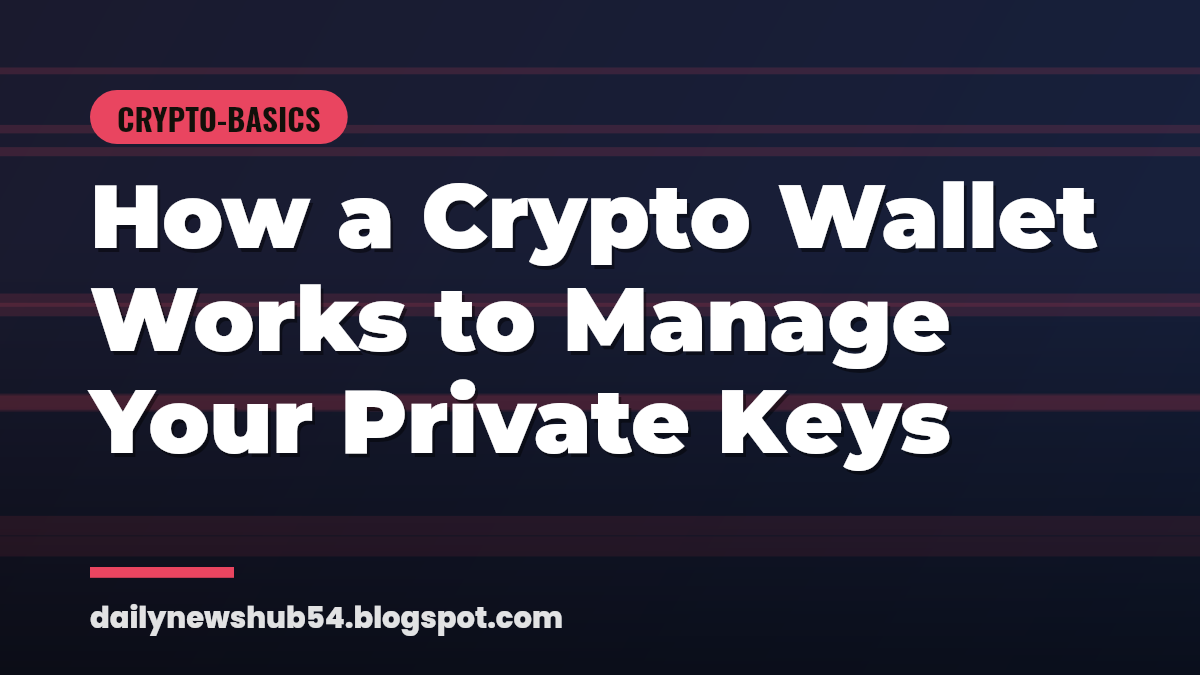 CRYPTO-BASICS
How a Crypto Wallet
Works to Manage
Your Private Keys
dailynewshub54.blogspot.com